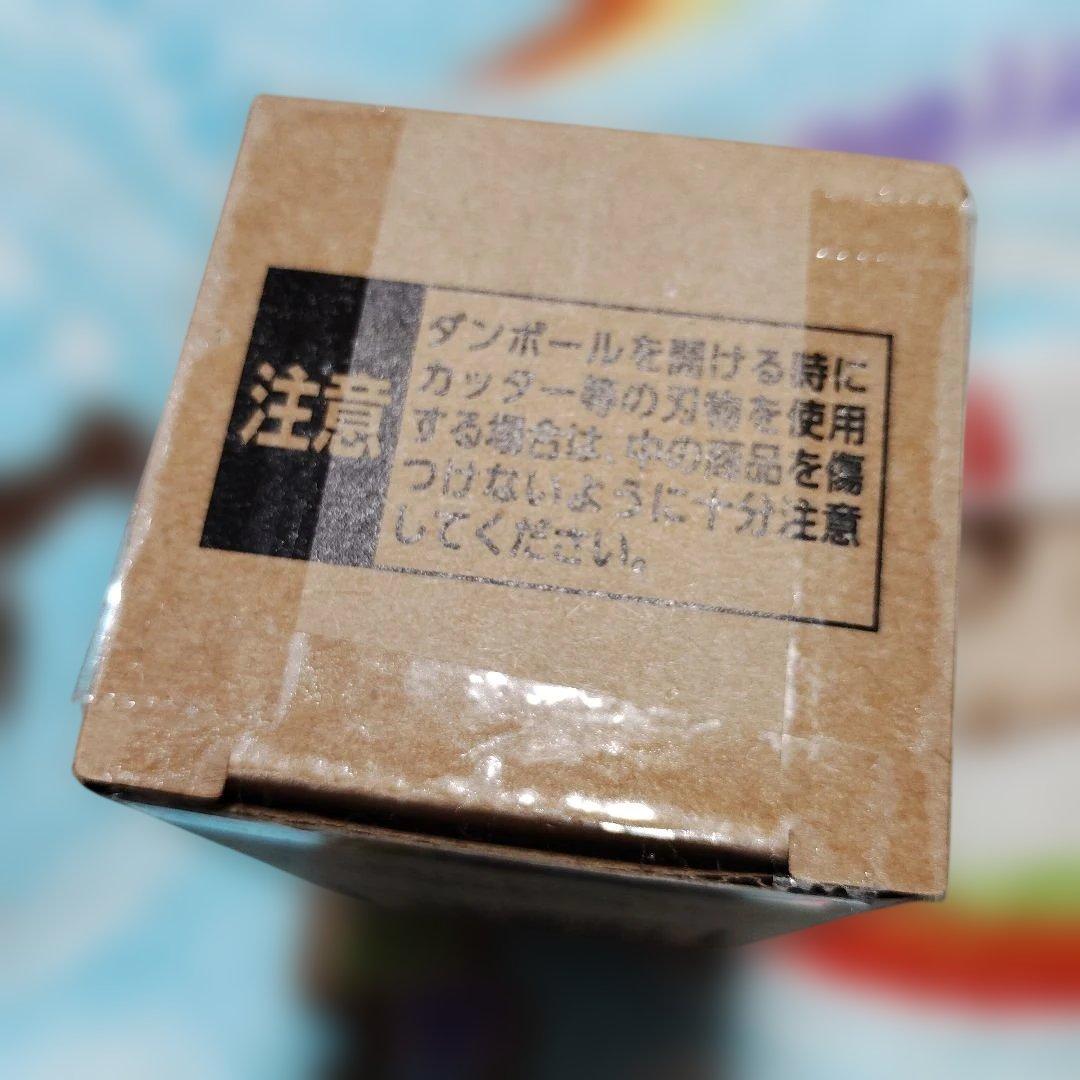 注意
ダンボールを開ける時に
カッター等の刃物を使用
する場合は、中の商品を傷
つけないように十分注意
してください。